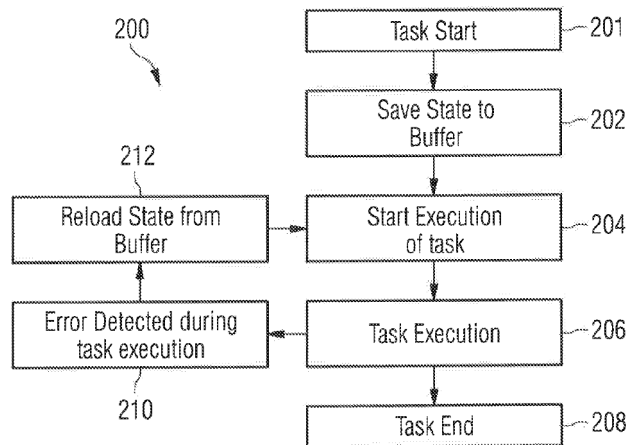 200
Task Start
201
Save State to
Buffer
202
212
Reload State from
Buffer
Start Execution
of task
204
Error Detected during
task execution
210
Task Execution
206
Task End
208